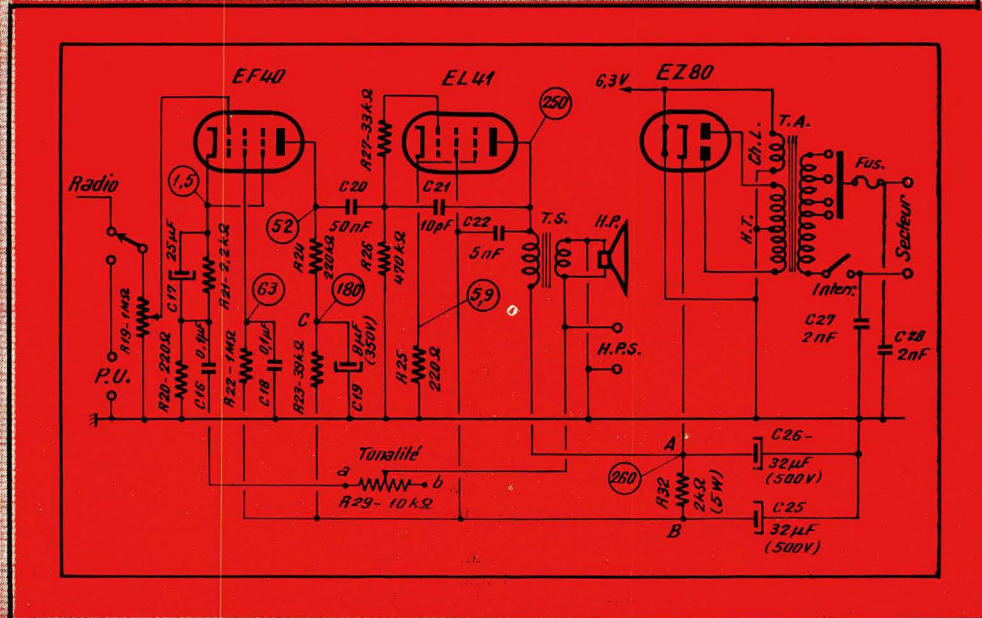 EF40
EL41
EZ80
6,3V
250
T.A.
Ch.L.
Fus.
R27-33kΩ
1,5
Radio
C20
50nF
C21
10pF
C22
5nF
T.S.
H.P.
H.T.
Secteur
52
25µF
C17
R21-2,2kΩ
R24
220kΩ
R26
470kΩ
63
180
5,9
Interr.
R19-1MΩ
C
8µF
(350V)
C19
C27
2nF
C28
2nF
P.U.
R20-220Ω
C16
0,1µF
R22-1MΩ
C18
0,1µF
R23-39kΩ
R25
220Ω
H.P.S.
Tonalité
a
b
R29-10kΩ
A
260
R32
2kΩ
(5W)
B
C26-
32µF
(500V)
C25
32µF
(500V)